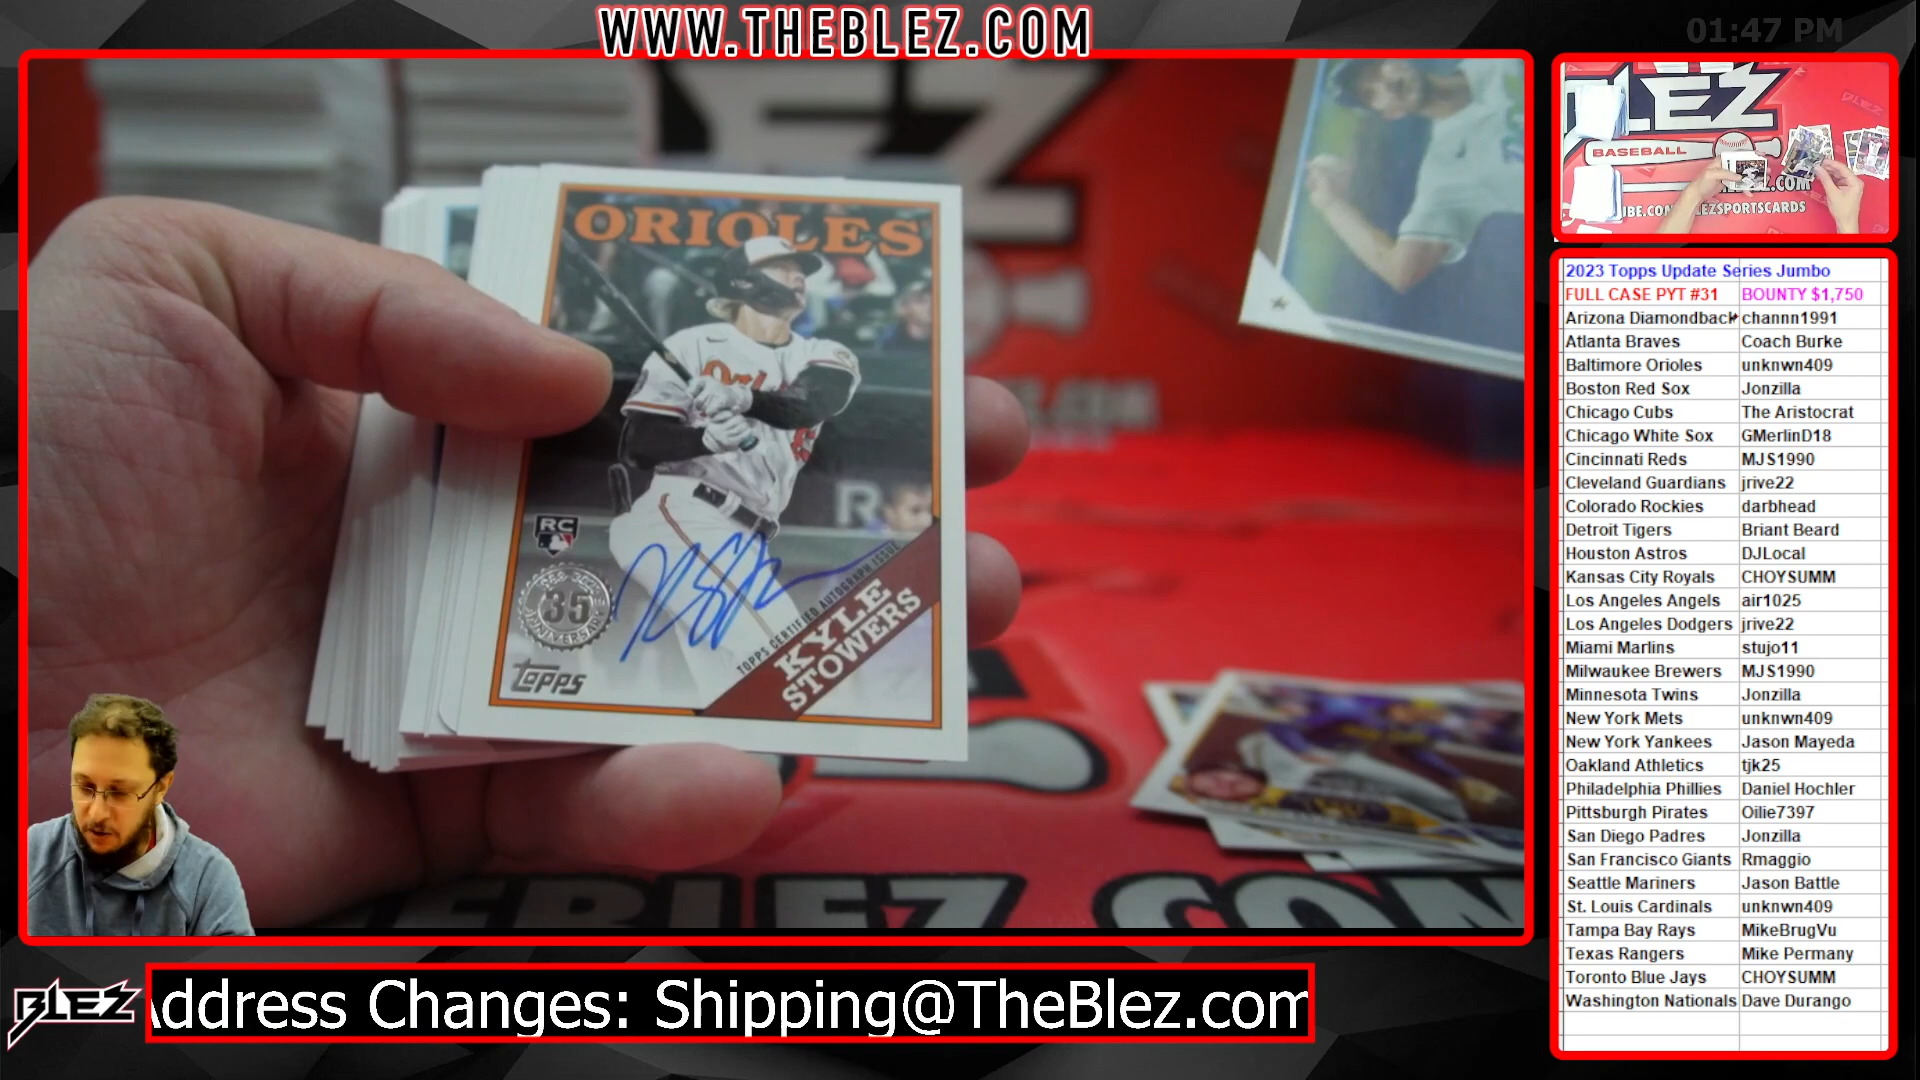 WWW.THEBLEZ.COM
01:47 PM
ORIOLES
RC
35
ANNIVERSARY
TOPPS CERTIFIED AUTOGRAPH ISSUE
KYLE
STOWERS
TOPPS
BLEZ
BASEBALL
BLEZSPORTSCARDS
2023 Topps Update Series Jumbo
FULL CASE PYT #31 BOUNTY $1,750
Arizona Diamondback channn1991
Atlanta Braves Coach Burke
Baltimore Orioles unknwn409
Boston Red Sox Jonzilla
Chicago Cubs The Aristocrat
Chicago White Sox GMerlinD18
Cincinnati Reds MJS1990
Cleveland Guardians jrive22
Colorado Rockies darbhead
Detroit Tigers Briant Beard
Houston Astros DJLocal
Kansas City Royals CHOYSUMM
Los Angeles Angels air1025
Los Angeles Dodgers jrive22
Miami Marlins stujo11
Milwaukee Brewers MJS1990
Minnesota Twins Jonzilla
New York Mets unknwn409
New York Yankees Jason Mayeda
Oakland Athletics tjk25
Philadelphia Phillies Daniel Hochler
Pittsburgh Pirates Oilie7397
San Diego Padres Jonzilla
San Francisco Giants Rmaggio
Seattle Mariners Jason Battle
St. Louis Cardinals unknwn409
Tampa Bay Rays MikeBrugVu
Texas Rangers Mike Permany
Toronto Blue Jays CHOYSUMM
Washington Nationals Dave Durango
BLEZ
Address Changes: Shipping@TheBlez.com